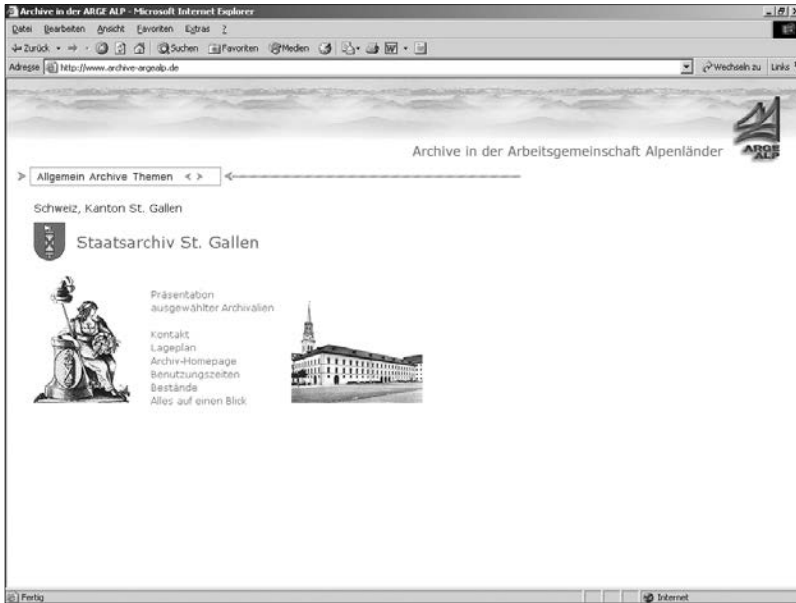 Archive in der ARGE ALP - Microsoft Internet Explorer
Datei Bearbeiten Ansicht Favoriten Extras ?
Zurück Suchen Favoriten Medien
Adresse http://www.archive-argealp.de Wechseln zu Links
Archive in der Arbeitsgemeinschaft Alpenländer
ARGE ALP
Allgemein Archive Themen < >
Schweiz, Kanton St. Gallen
Staatsarchiv St. Gallen
Präsentation
ausgewählter Archivalien
Kontakt
Lageplan
Archiv-Homepage
Benutzungszeiten
Bestände
Alles auf einen Blick
Fertig Internet